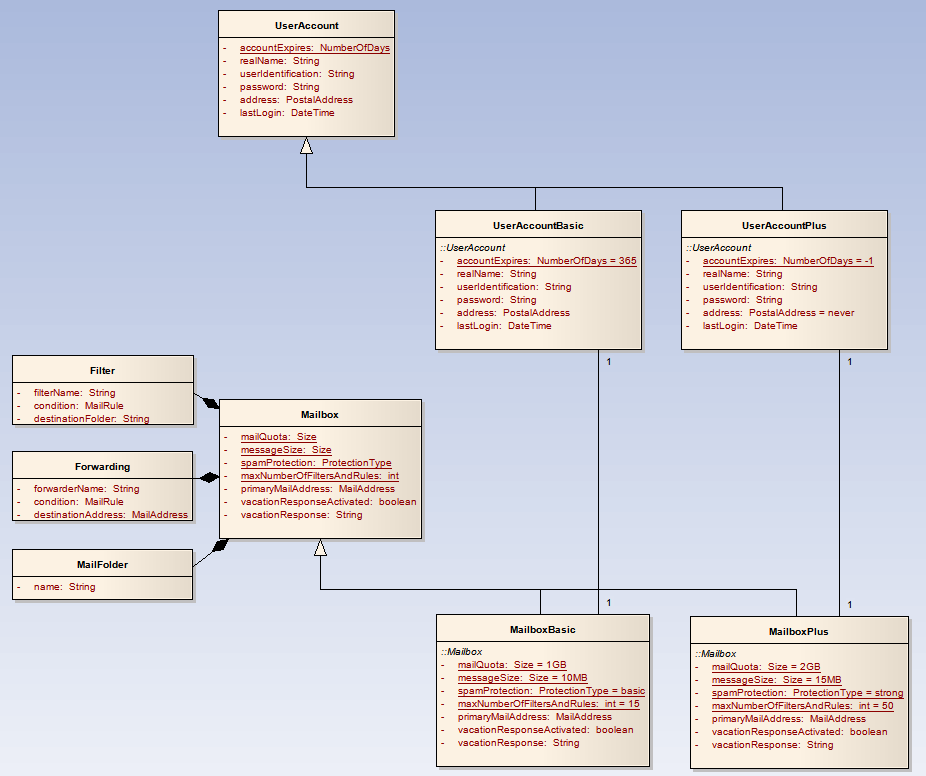 UserAccount
- accountExpires: NumberOfDays
- realName: String
- userIdentification: String
- password: String
- address: PostalAddress
- lastLogin: DateTime
UserAccountBasic
::UserAccount
- accountExpires: NumberOfDays = 365
- realName: String
- userIdentification: String
- password: String
- address: PostalAddress
- lastLogin: DateTime
UserAccountPlus
::UserAccount
- accountExpires: NumberOfDays = -1
- realName: String
- userIdentification: String
- password: String
- address: PostalAddress = never
- lastLogin: DateTime
1
1
Filter
- filterName: String
- condition: MailRule
- destinationFolder: String
Mailbox
- mailQuota: Size
- messageSize: Size
- spamProtection: ProtectionType
- maxNumberOfFiltersAndRules: int
- primaryMailAddress: MailAddress
- vacationResponseActivated: boolean
- vacationResponse: String
Forwarding
- forwarderName: String
- condition: MailRule
- destinationAddress: MailAddress
MailFolder
- name: String
1
1
MailboxBasic
::Mailbox
- mailQuota: Size = 1GB
- messageSize: Size = 10MB
- spamProtection: ProtectionType = basic
- maxNumberOfFiltersAndRules: int = 15
- primaryMailAddress: MailAddress
- vacationResponseActivated: boolean
- vacationResponse: String
MailboxPlus
::Mailbox
- mailQuota: Size = 2GB
- messageSize: Size = 15MB
- spamProtection: ProtectionType = strong
- maxNumberOfFiltersAndRules: int = 50
- primaryMailAddress: MailAddress
- vacationResponseActivated: boolean
- vacationResponse: String